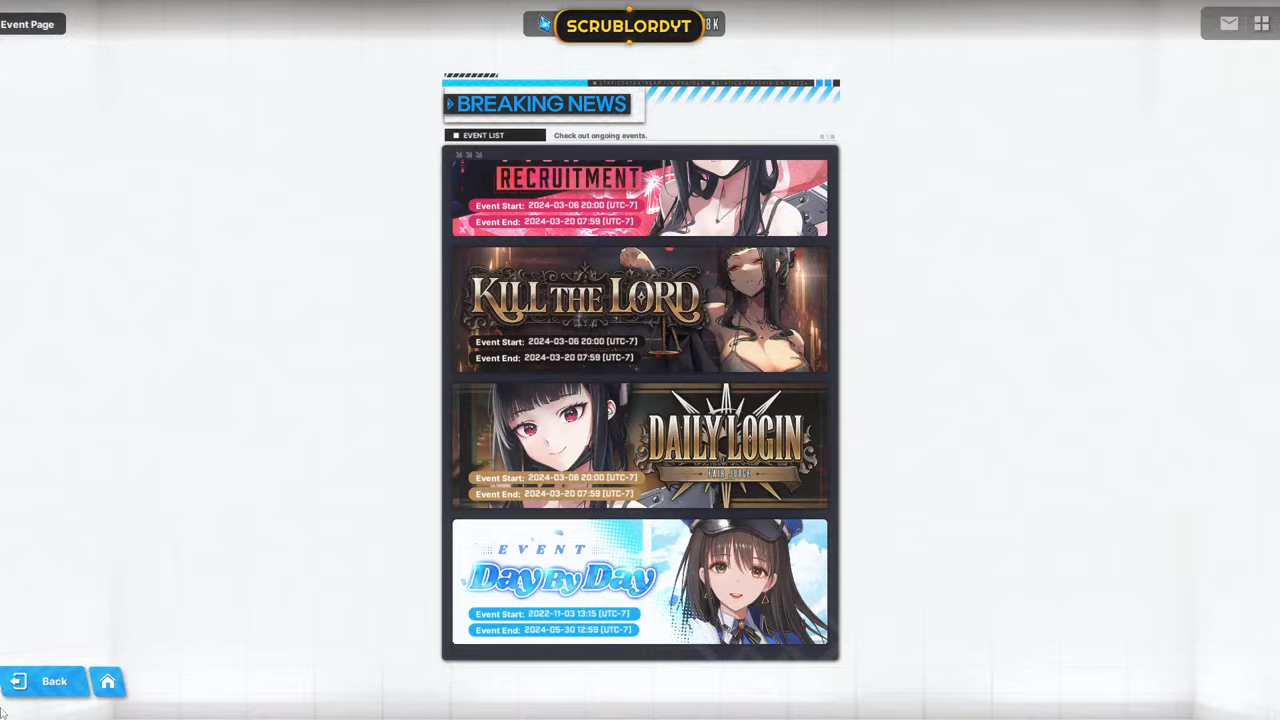 Event Page
SCRUBLORDYT
8K
BREAKING NEWS
EVENT LIST
Check out ongoing events.
RECRUITMENT
Event Start: 2024-03-06 20:00 (UTC-7)
Event End: 2024-03-20 07:59 (UTC-7)
KILL THE LORD
Event Start: 2024-03-06 20:00 (UTC-7)
Event End: 2024-03-20 07:59 (UTC-7)
DAILY LOGIN
FAIR JUDGE
Event Start: 2024-03-06 20:00 (UTC-7)
Event End: 2024-03-20 07:59 (UTC-7)
EVENT
Day By Day
Event Start: 2022-11-03 13:15 (UTC-7)
Event End: 2024-05-30 12:59 (UTC-7)
Back